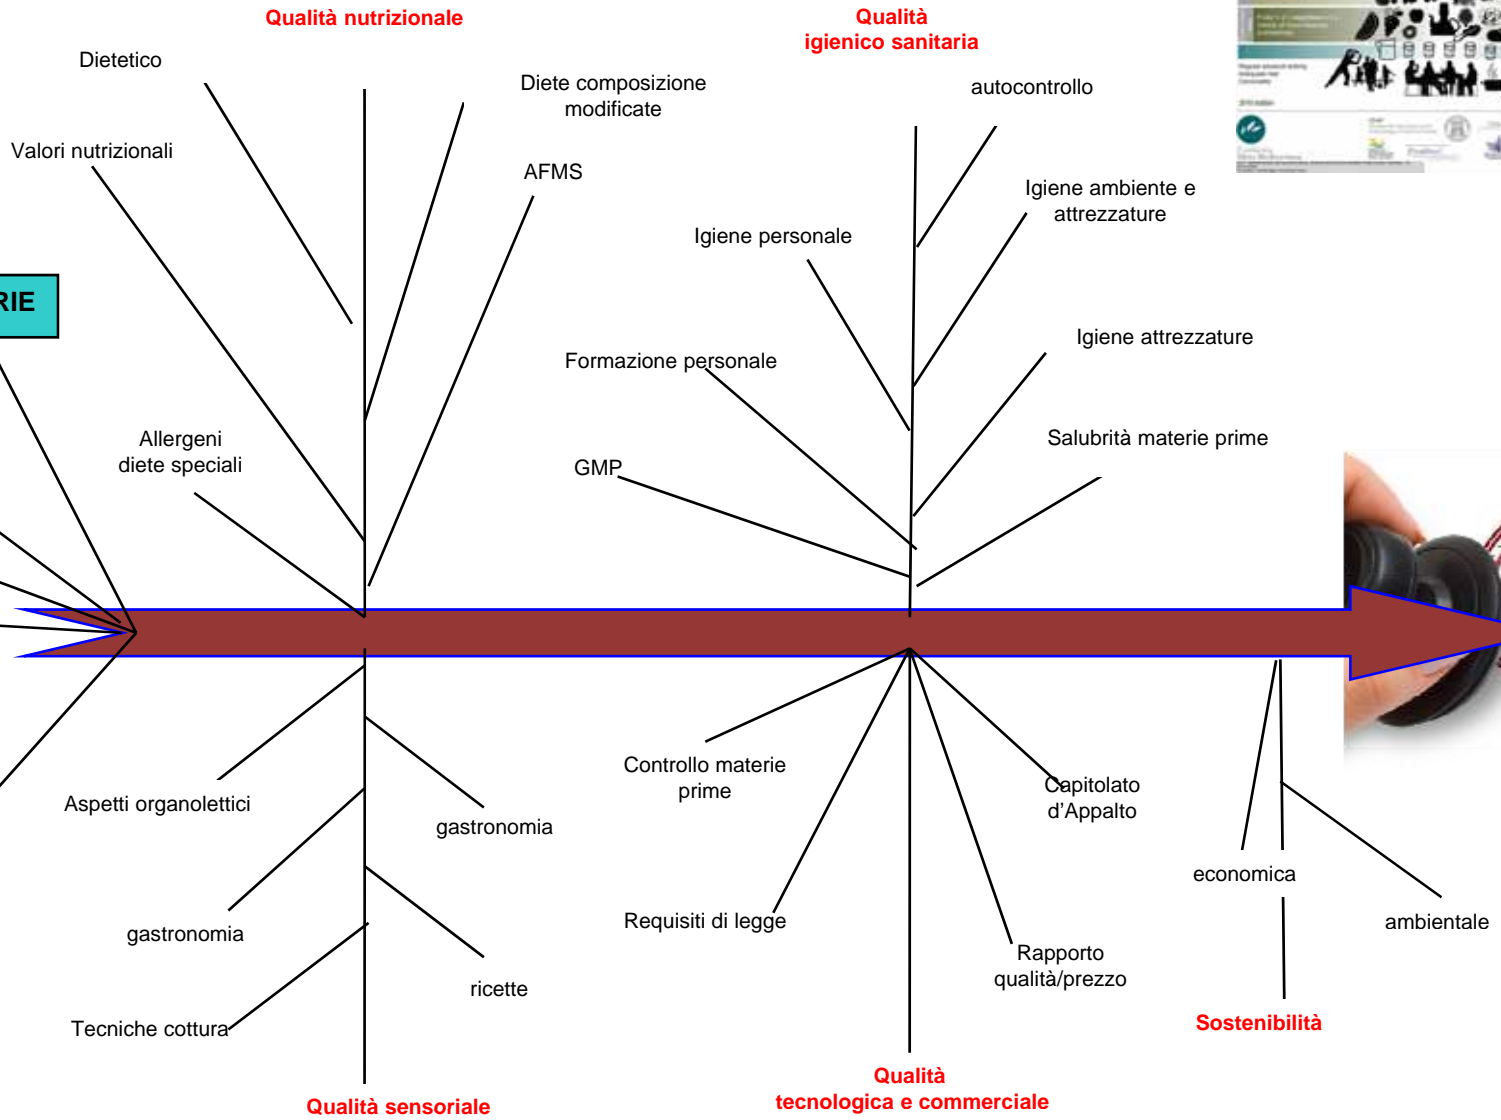 Qualità nutrizionale
Qualità
igienico sanitaria
Dietetico
Diete composizione
modificate
autocontrollo
Valori nutrizionali
AFMS
Igiene ambiente e
attrezzature
Igiene personale
RIE
Igiene attrezzature
Formazione personale
Allergeni
diete speciali
Salubrità materie prime
GMP
Controllo materie
prime
Capitolato
d'Appalto
Aspetti organolettici
gastronomia
economica
Requisiti di legge
ambientale
gastronomia
Rapporto
qualità/prezzo
ricette
Tecniche cottura
Sostenibilità
Qualità
tecnologica e commerciale
Qualità sensoriale